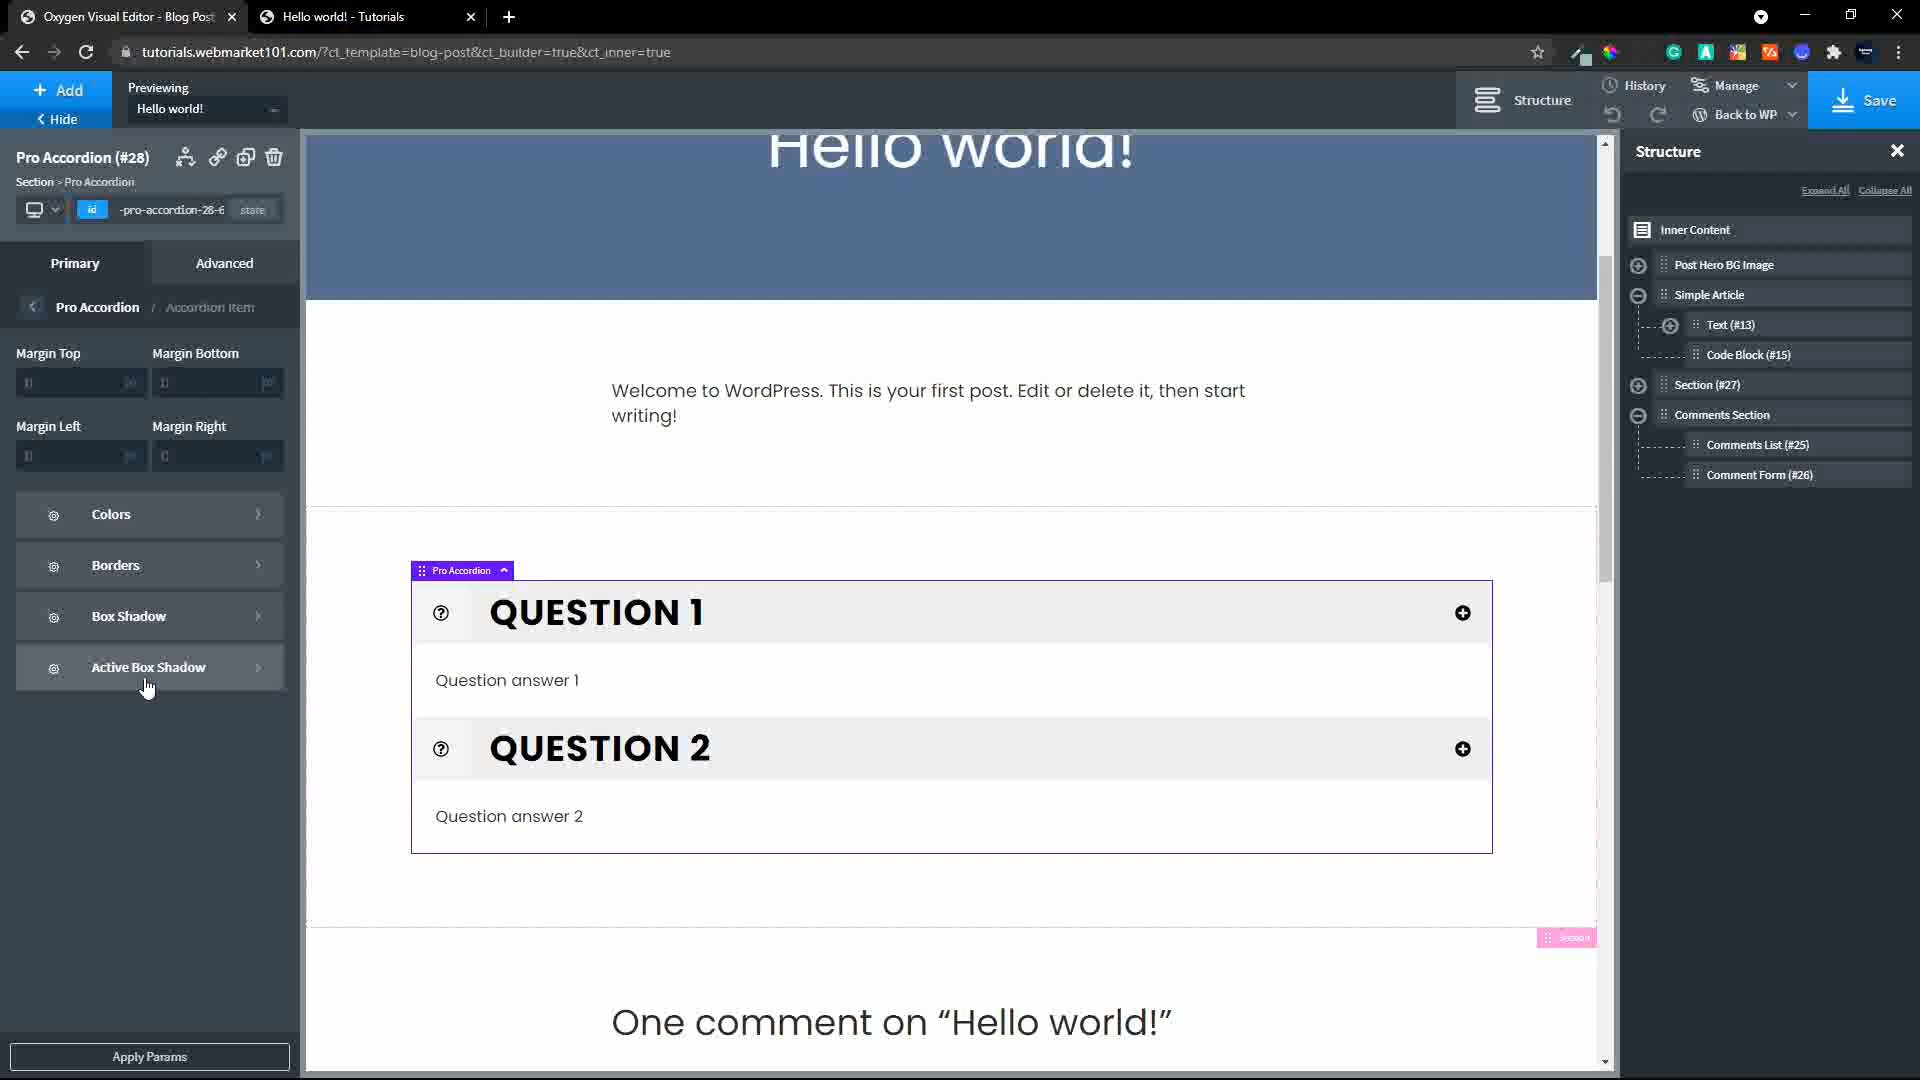 Oxygen Visual Editor - Blog Post
Hello world! - Tutorials
tutorials.webmarket101.com/?ct_template=blog-post&ct_builder=true&ct_inner=true
+ Add
Hide
Previewing
Hello world!
Structure
History
Manage
Back to WP
Save
Pro Accordion (#28)
Section > Pro Accordion
id
-pro-accordion-28-6
state
Primary
Advanced
Pro Accordion / Accordion Item
Margin Top
Margin Bottom
Margin Left
Margin Right
Colors
Borders
Box Shadow
Active Box Shadow
Apply Params
Hello world!
Welcome to WordPress. This is your first post. Edit or delete it, then start
writing!
Pro Accordion
QUESTION 1
Question answer 1
QUESTION 2
Question answer 2
Section
One comment on “Hello world!”
Structure
Expand All
Collapse All
Inner Content
Post Hero BG Image
Simple Article
Text (#13)
Code Block (#15)
Section (#27)
Comments Section
Comments List (#25)
Comment Form (#26)